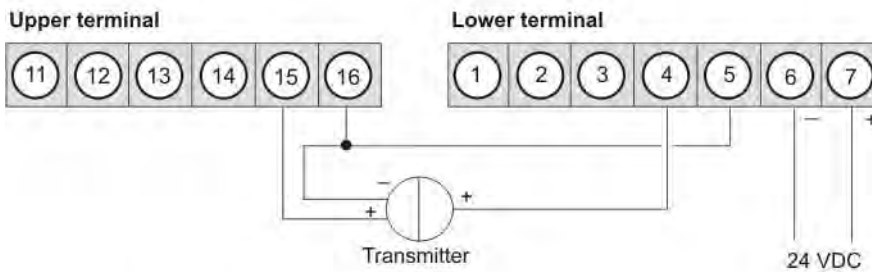 Upper terminal
Lower terminal
11 12 13 14 15 16
1 2 3 4 5 6 7
– +
– +
+
Transmitter
24 VDC